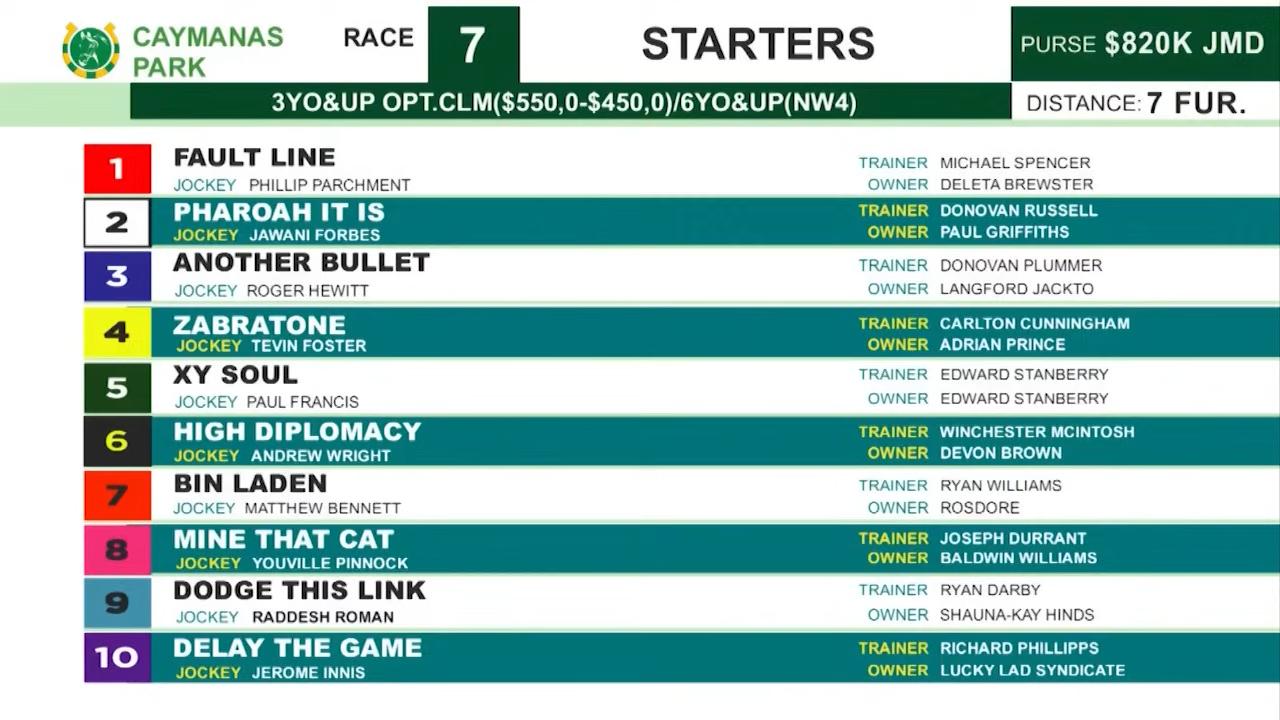 CAYMANAS PARK
RACE 7
STARTERS
PURSE $820K JMD
3YO&UP OPT.CLM($550,0-$450,0)/6YO&UP(NW4)
DISTANCE: 7 FUR.
1 FAULT LINE
JOCKEY PHILLIP PARCHMENT
TRAINER MICHAEL SPENCER
OWNER DELETA BREWSTER
2 PHAROAH IT IS
JOCKEY JAWANI FORBES
TRAINER DONOVAN RUSSELL
OWNER PAUL GRIFFITHS
3 ANOTHER BULLET
JOCKEY ROGER HEWITT
TRAINER DONOVAN PLUMMER
OWNER LANGFORD JACKTO
4 ZABRATONE
JOCKEY TEVIN FOSTER
TRAINER CARLTON CUNNINGHAM
OWNER ADRIAN PRINCE
5 XY SOUL
JOCKEY PAUL FRANCIS
TRAINER EDWARD STANBERRY
OWNER EDWARD STANBERRY
6 HIGH DIPLOMACY
JOCKEY ANDREW WRIGHT
TRAINER WINCHESTER MCINTOSH
OWNER DEVON BROWN
7 BIN LADEN
JOCKEY MATTHEW BENNETT
TRAINER RYAN WILLIAMS
OWNER ROSDORE
8 MINE THAT CAT
JOCKEY YOUVILLE PINNOCK
TRAINER JOSEPH DURRANT
OWNER BALDWIN WILLIAMS
9 DODGE THIS LINK
JOCKEY RADDESH ROMAN
TRAINER RYAN DARBY
OWNER SHAUNA-KAY HINDS
10 DELAY THE GAME
JOCKEY JEROME INNIS
TRAINER RICHARD PHILLIPPS
OWNER LUCKY LAD SYNDICATE